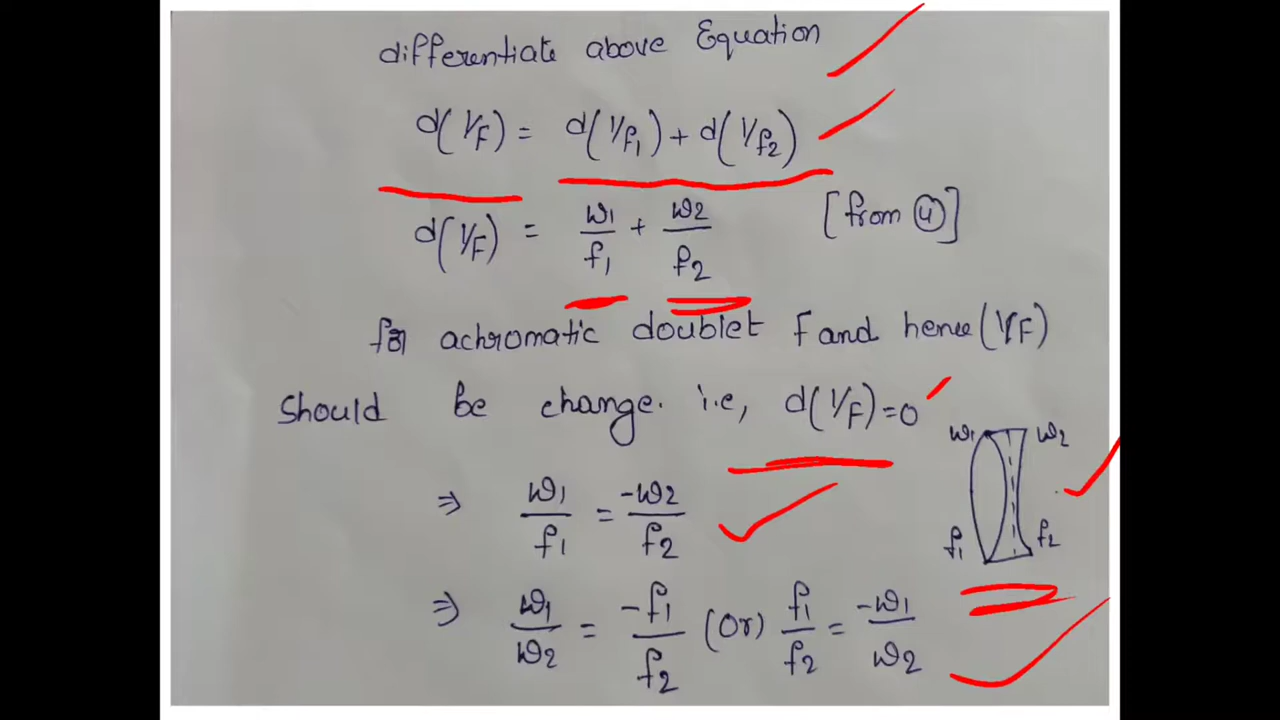 differentiate above Equation
d(1/F) = d(1/f₁) + d(1/f₂)
d(1/F) = ω₁/f₁ + ω₂/f₂ [from ④]
for achromatic doublet F and hence (1/F)
Should be change. i.e, d(1/F)=0
ω₁ ω₂
⇒ ω₁/f₁ = -ω₂/f₂
f₁ f₂
⇒ ω₁/ω₂ = -f₁/f₂ (Or) f₁/f₂ = -ω₁/ω₂